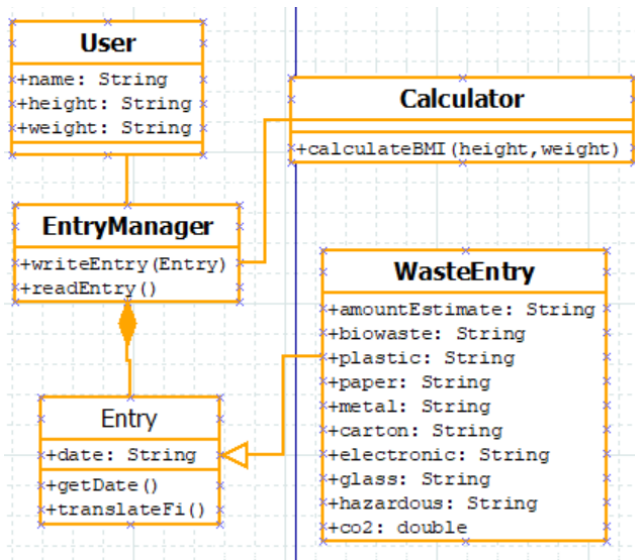 User
+name: String
+height: String
+weight: String
Calculator
+calculateBMI(height,weight)
EntryManager
+writeEntry(Entry)
+readEntry()
WasteEntry
+amountEstimate: String
+biowaste: String
+plastic: String
+paper: String
+metal: String
+carton: String
+electronic: String
+glass: String
+hazardous: String
+co2: double
Entry
+date: String
+getDate()
+translateFi()